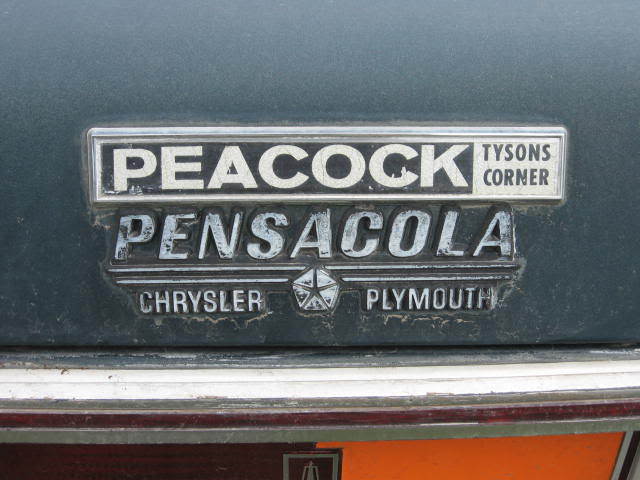 PEACOCK TYSONS CORNER
PENSACOLA
CHRYSLER PLYMOUTH